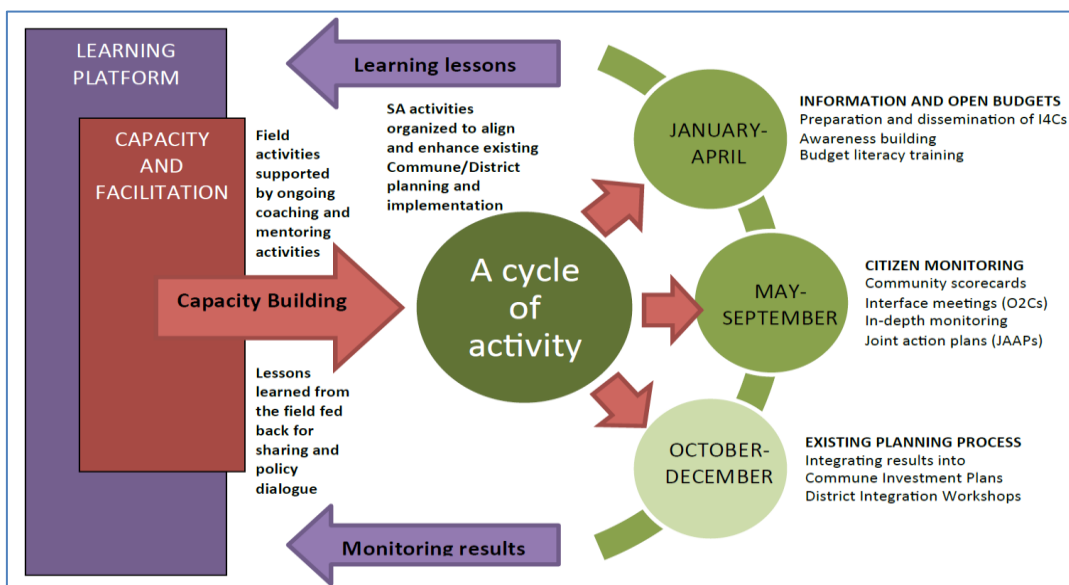 LEARNING
PLATFORM
CAPACITY
AND
FACILITATION
Learning lessons
Field
activities
supported
by ongoing
coaching and
mentoring
activities
SA activities
organized to align
and enhance existing
Commune/District
planning and
implementation
Capacity Building
Lessons
learned from
the field fed
back for
sharing and
policy
dialogue
Monitoring results
A cycle
of
activity
JANUARY-
APRIL
INFORMATION AND OPEN BUDGETS
Preparation and dissemination of I4Cs
Awareness building
Budget literacy training
MAY-
SEPTEMBER
CITIZEN MONITORING
Community scorecards
Interface meetings (O2Cs)
In-depth monitoring
Joint action plans (JAAPs)
OCTOBER-
DECEMBER
EXISTING PLANNING PROCESS
Integrating results into
Commune Investment Plans
District Integration Workshops